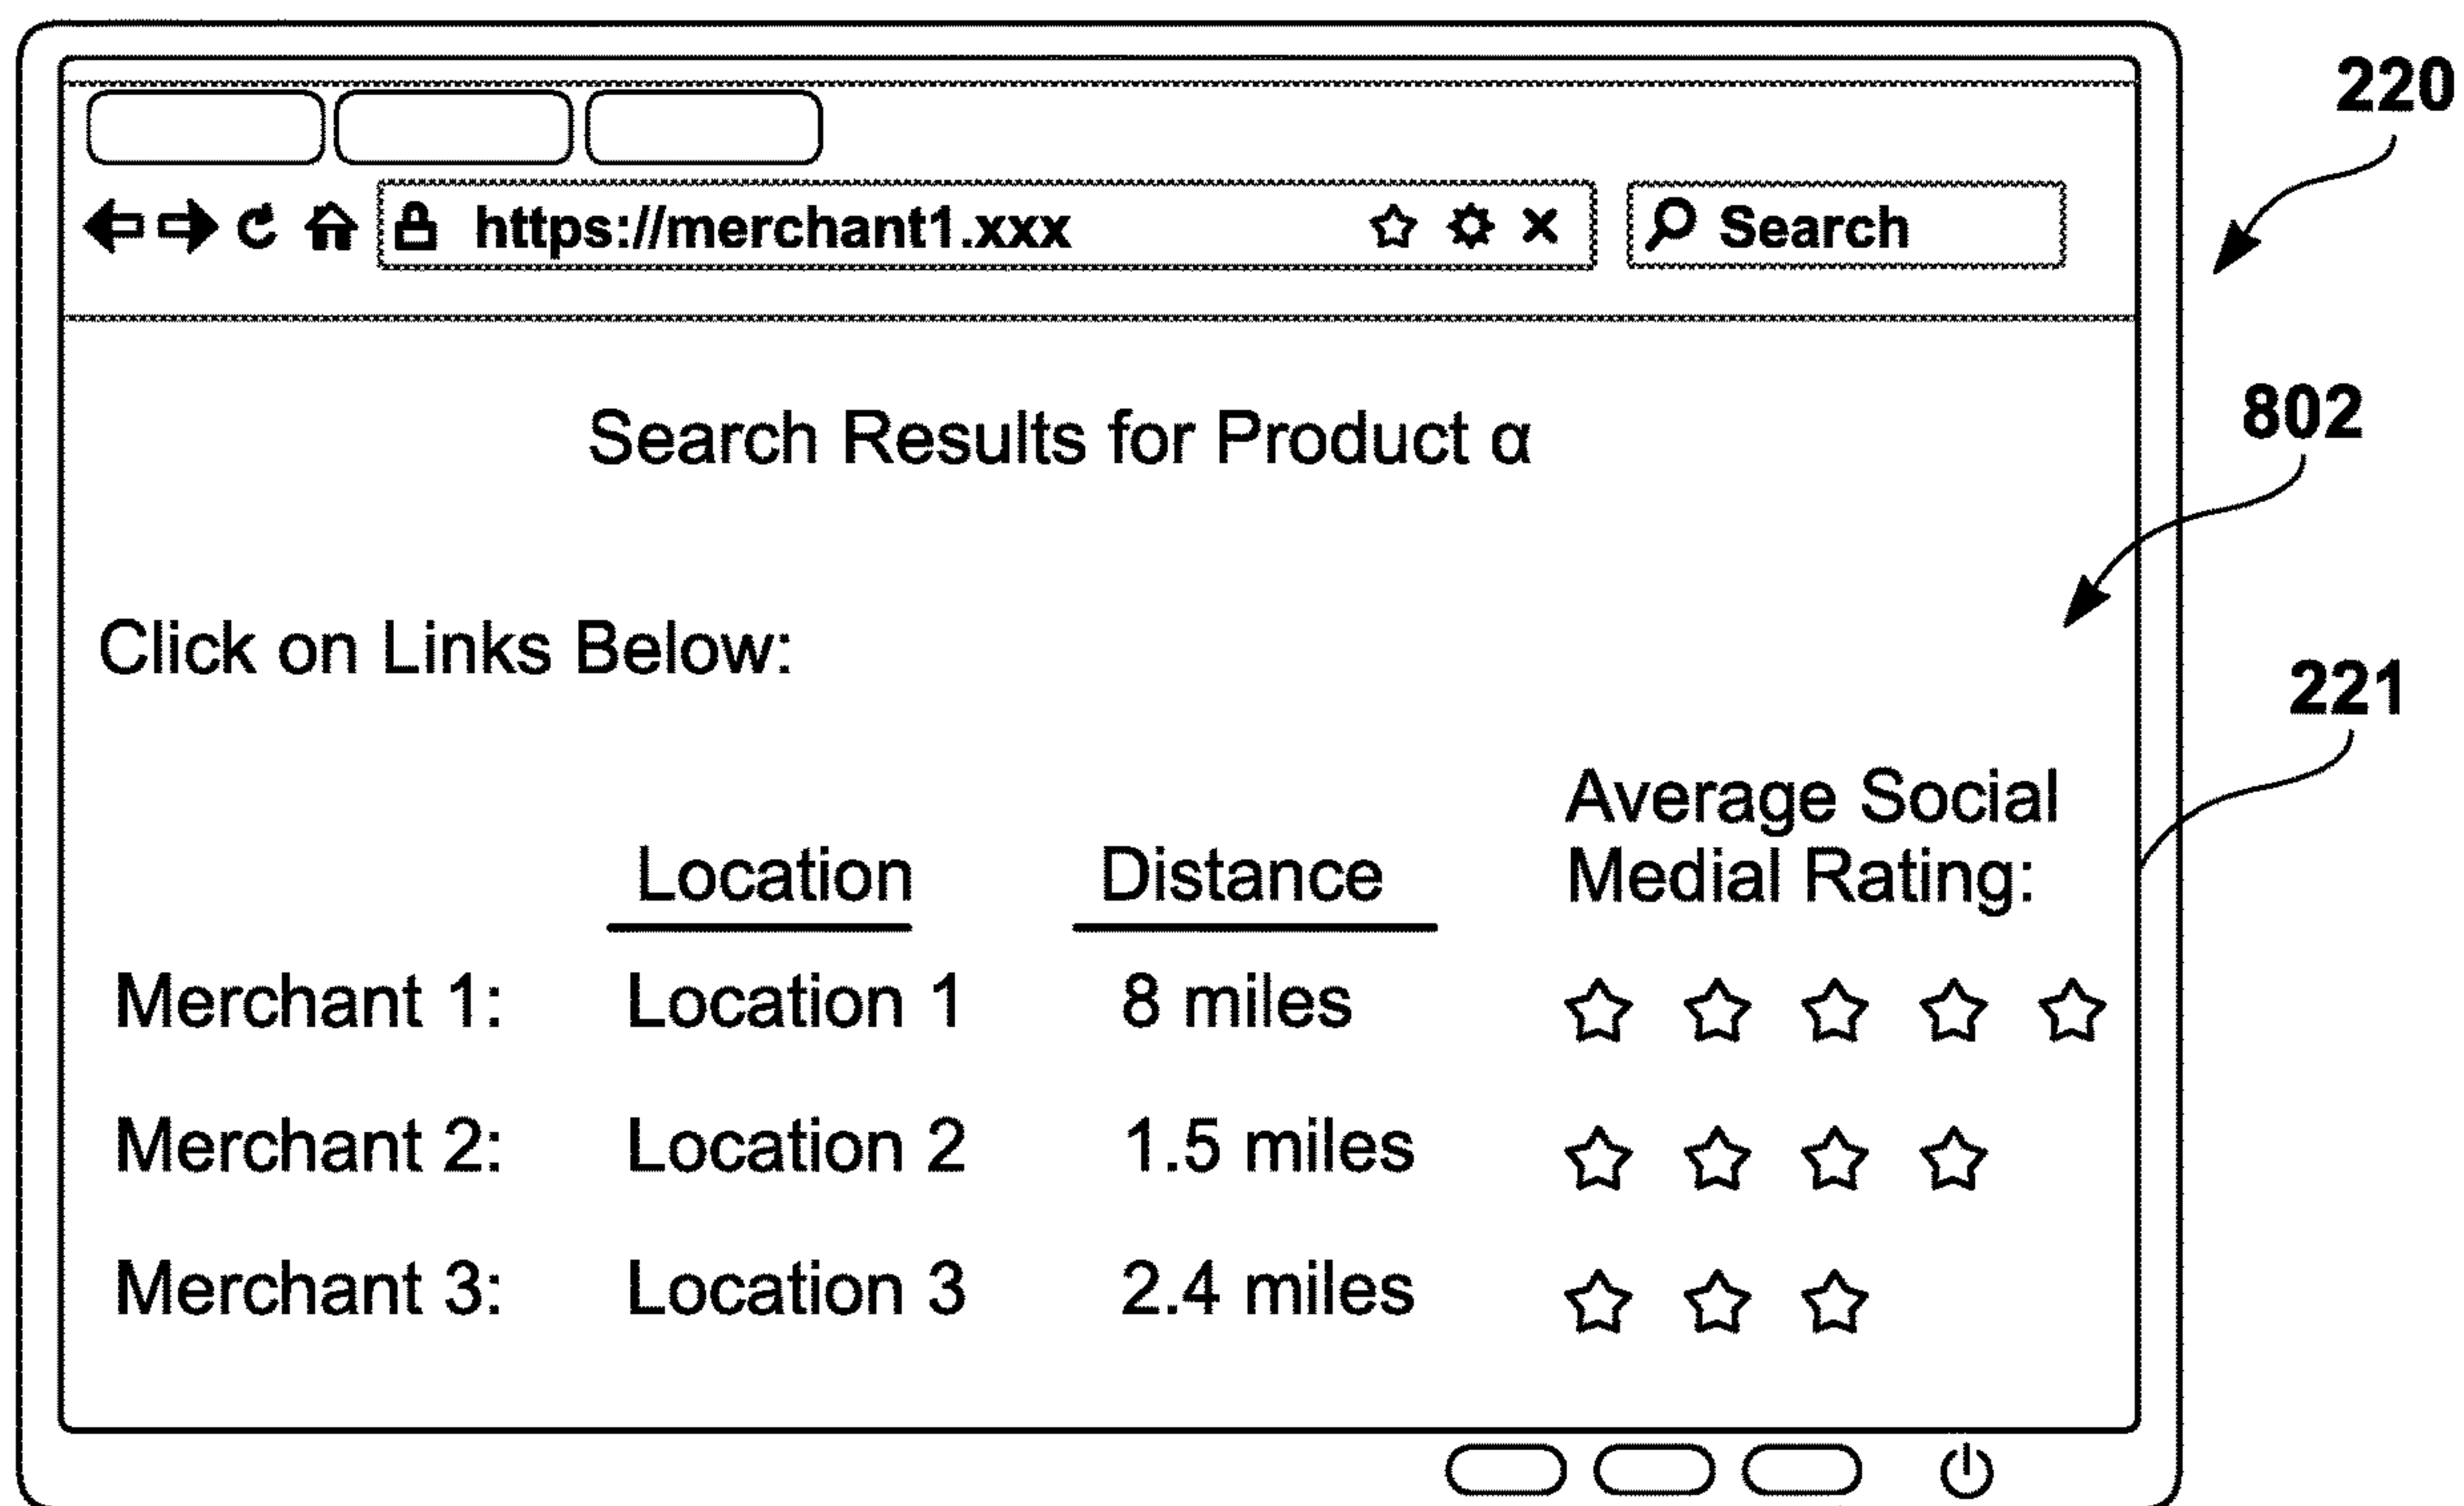 220
https://merchant1.xxx Search
Search Results for Product α
802
Click on Links Below:
221
Average Social
Location Distance Medial Rating:
Merchant 1: Location 1 8 miles
Merchant 2: Location 2 1.5 miles
Merchant 3: Location 3 2.4 miles